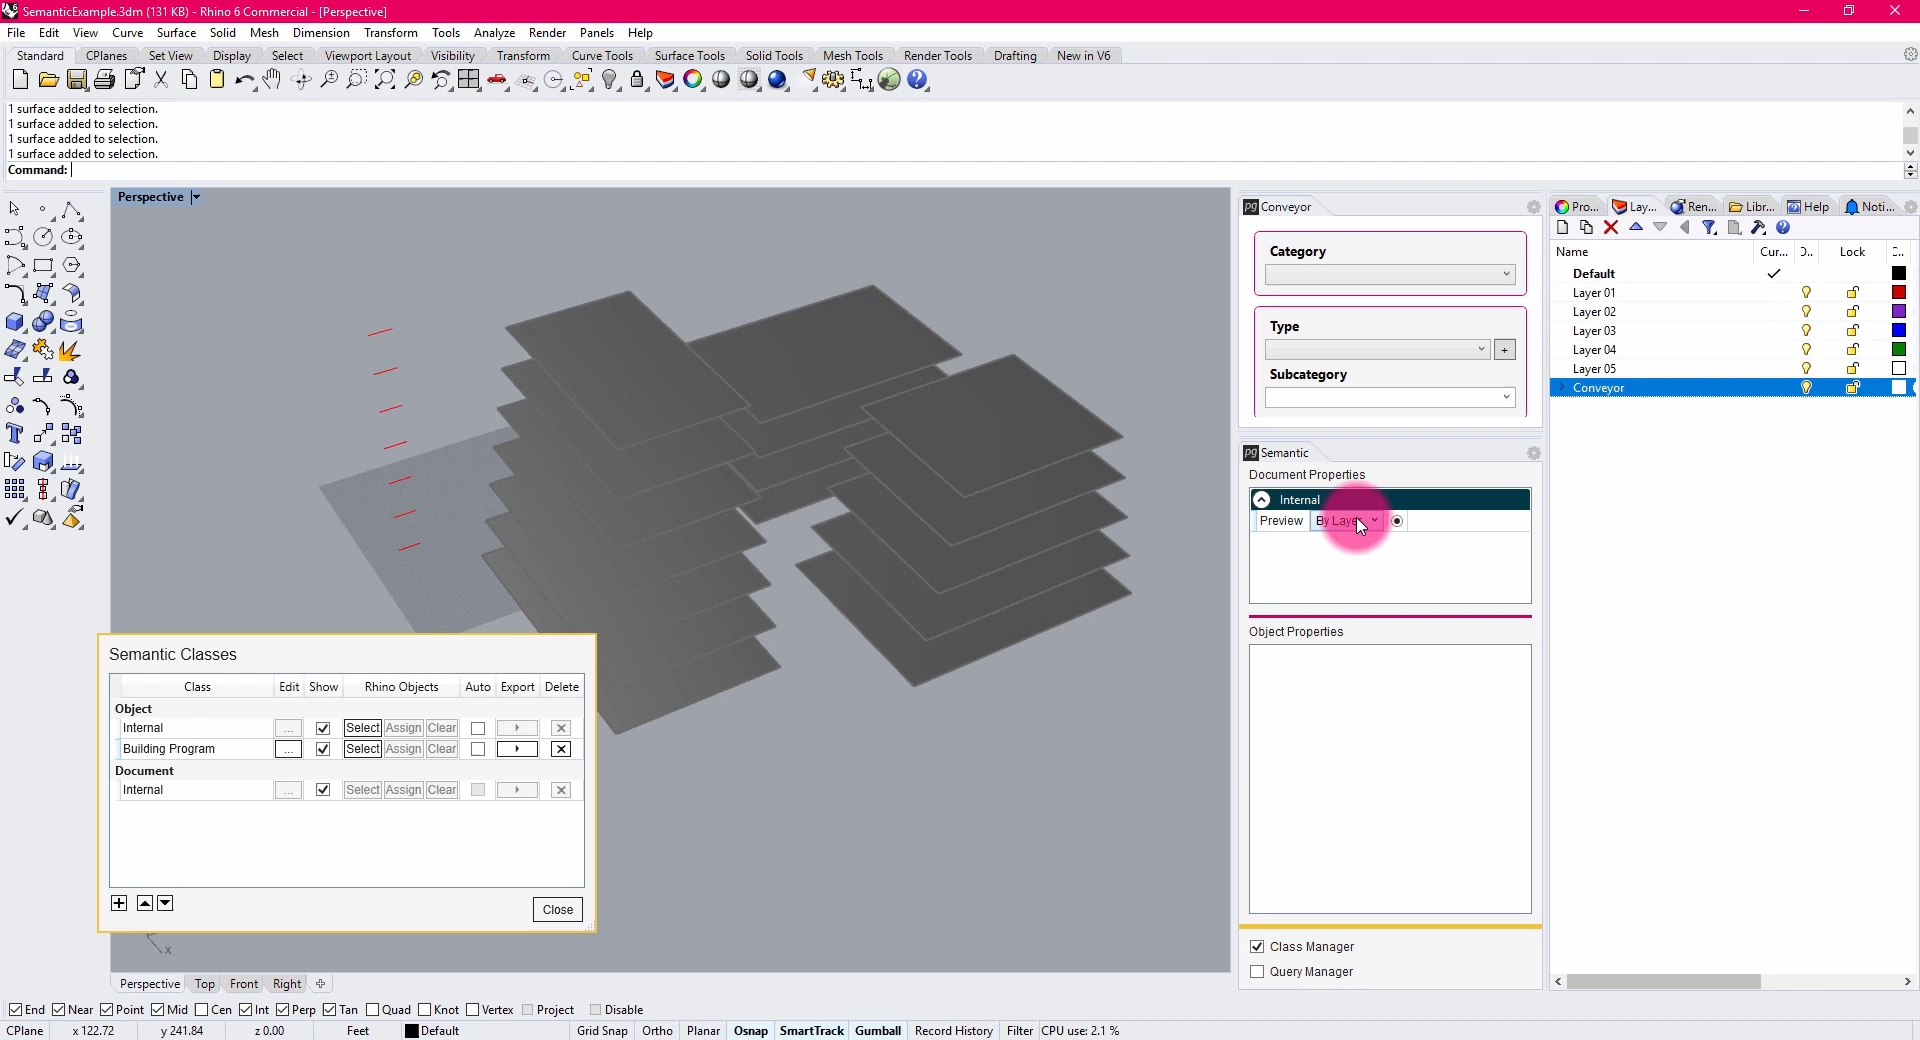 SemanticExample.3dm (131 KB) - Rhino 6 Commercial - [Perspective]
File Edit View Curve Surface Solid Mesh Dimension Transform Tools Analyze Render Panels Help
Standard CPlanes Set View Display Select Viewport Layout Visibility Transform Curve Tools Surface Tools Solid Tools Mesh Tools Render Tools Drafting New in V6
1 surface added to selection.
1 surface added to selection.
1 surface added to selection.
1 surface added to selection.
Command:
Perspective
pg Conveyor
Category
Type
+
Subcategory
pg Semantic
Document Properties
Internal
Preview By Layer
Object Properties
Class Manager
Query Manager
Pro... Lay... Ren... Libr... Help Noti...
Name Cur... Lock
Default
Layer 01
Layer 02
Layer 03
Layer 04
Layer 05
Conveyor
Semantic Classes
Class Edit Show Rhino Objects Auto Export Delete
Object
Internal ... Select Assign Clear
Building Program ... Select Assign Clear
Document
Internal ... Select Assign Clear
Close
x
Perspective Top Front Right
End Near Point Mid Cen Int Perp Tan Quad Knot Vertex Project Disable
CPlane x 122.72 y 241.84 z 0.00 Feet Default Grid Snap Ortho Planar Osnap SmartTrack Gumball Record History Filter CPU use: 2.1 %